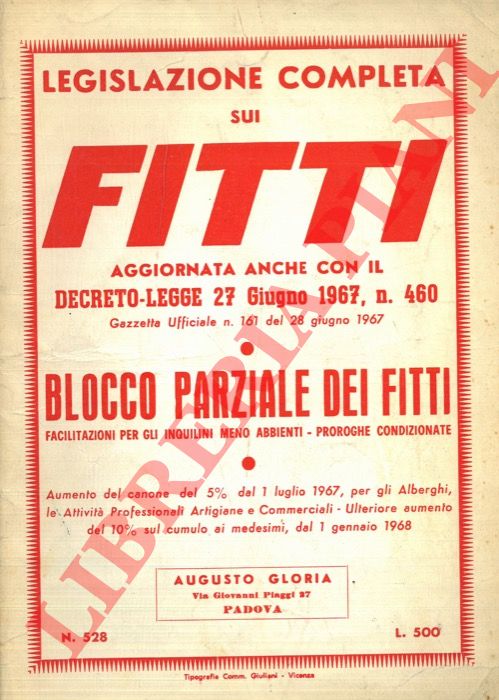 LEGISLAZIONE COMPLETA
SUI
FITTI
AGGIORNATA ANCHE CON IL
DECRETO-LEGGE 27 Giugno 1967, n. 460
Gazzetta Ufficiale n. 161 del 28 giugno 1967
BLOCCO PARZIALE DEI FITTI
FACILITAZIONI PER GLI INQUILINI MENO ABBIENTI - PROROGHE CONDIZIONATE
Aumento del canone del 5% dal 1 luglio 1967, per gli Alberghi,
le Attività Professionali Artigiane e Commerciali - Ulteriore aumento
del 10% sul cumulo ai medesimi, dal 1 gennaio 1968
AUGUSTO GLORIA
Via Giovanni Piaggi 27
PADOVA
N. 528
L. 500
Tipografia Comm. Giuliani - Vicenza
LIBRERIA PIANI